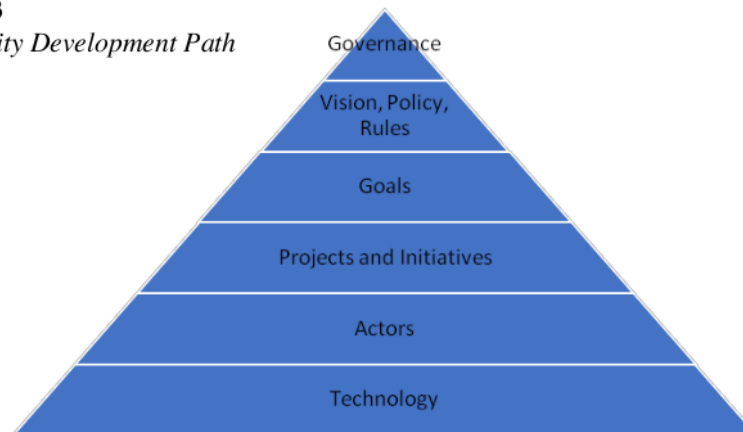 ity Development Path
Governance
Vision, Policy,
Rules
Goals
Projects and Initiatives
Actors
Technology